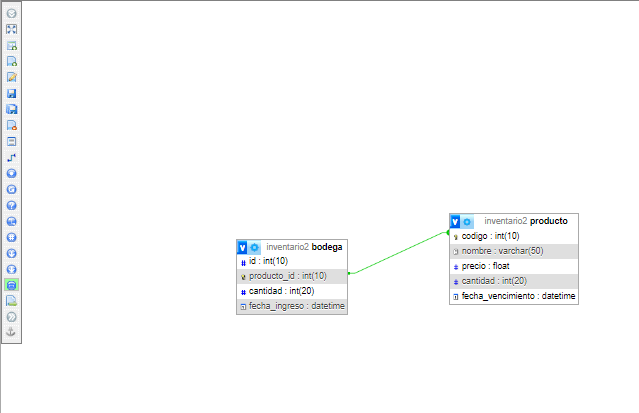 inventario2 bodega
id : int(10)
producto_id : int(10)
cantidad : int(20)
fecha_ingreso : datetime
inventario2 producto
codigo : int(10)
nombre : varchar(50)
precio : float
cantidad : int(20)
fecha_vencimiento : datetime